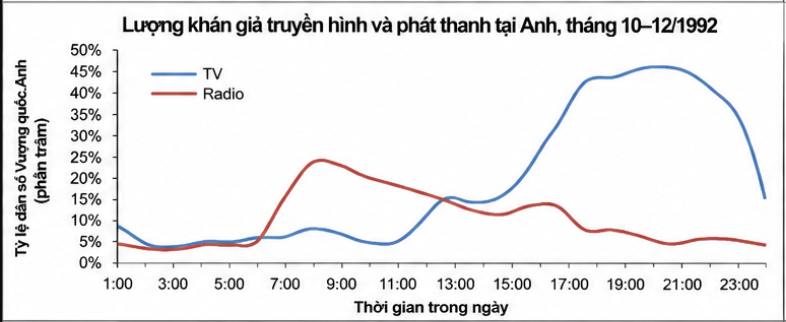 Lượng khán giả truyền hình và phát thanh tại Anh, tháng 10–12/1992
Tỷ lệ dân số Vương quốc.Anh
(phần trăm)
50%
45%
40%
35%
30%
25%
20%
15%
10%
5%
0%
TV
Radio
1:00 3:00 5:00 7:00 9:00 11:00 13:00 15:00 17:00 19:00 21:00 23:00
Thời gian trong ngày